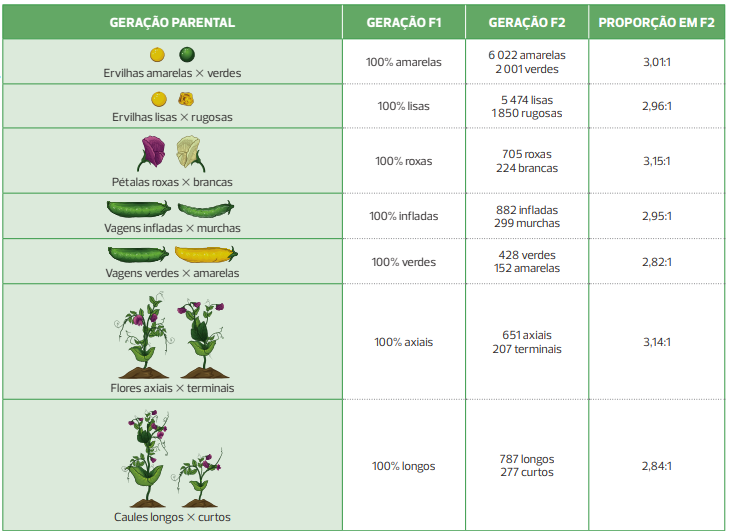 GERAÇÃO PARENTAL GERAÇÃO F1 GERAÇÃO F2 PROPORÇÃO EM F2
Ervilhas amarelas × verdes
100% amarelas
6 022 amarelas
2 001 verdes
3,01:1
Ervilhas lisas × rugosas
100% lisas
5 474 lisas
1 850 rugosas
2,96:1
Pétalas roxas × brancas
100% roxas
705 roxas
224 brancas
3,15:1
Vagens infladas × murchas
100% infladas
882 infladas
299 murchas
2,95:1
Vagens verdes × amarelas
100% verdes
428 verdes
152 amarelas
2,82:1
Flores axiais × terminais
100% axiais
651 axiais
207 terminais
3,14:1
Caules longos × curtos
100% longos
787 longos
277 curtos
2,84:1